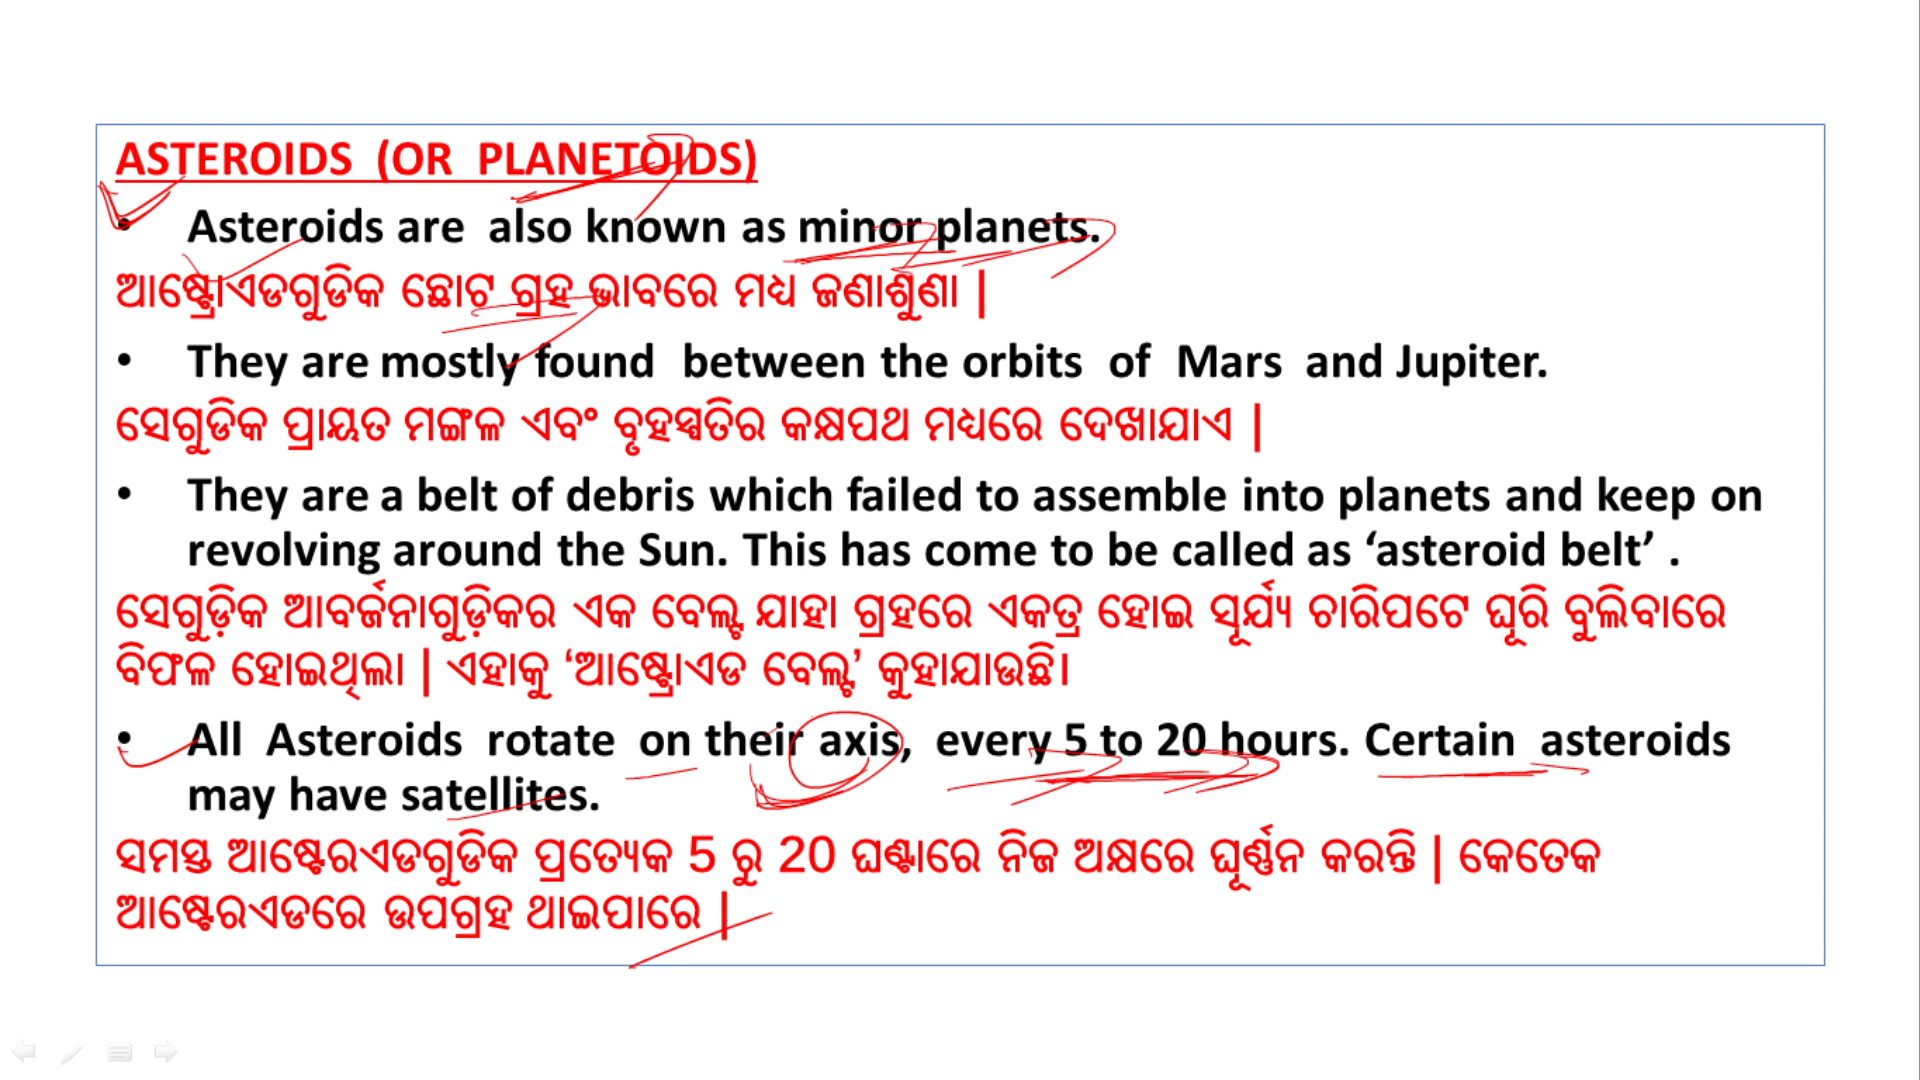 ASTEROIDS (OR PLANETOIDS)
• Asteroids are also known as minor planets.
ଆଷ୍ଟ୍ରୋଏଡଗୁଡିକ ଛୋଟ ଗ୍ରହ ଭାବରେ ମଧ୍ୟ ଜଣାଶୁଣା |
• They are mostly found between the orbits of Mars and Jupiter.
ସେଗୁଡିକ ପ୍ରାୟତ ମଙ୍ଗଳ ଏବଂ ବୃହସ୍ପତିର କକ୍ଷପଥ ମଧ୍ୟରେ ଦେଖାଯାଏ |
• They are a belt of debris which failed to assemble into planets and keep on
revolving around the Sun. This has come to be called as ‘asteroid belt’ .
ସେଗୁଡ଼ିକ ଆବର୍ଜନାଗୁଡ଼ିକର ଏକ ବେଲ୍ଟ ଯାହା ଗ୍ରହରେ ଏକତ୍ର ହୋଇ ସୂର୍ଯ୍ୟ ଚାରିପଟେ ଘୂରି ବୁଲିବାରେ
ବିଫଳ ହୋଇଥିଲା | ଏହାକୁ ‘ଆଷ୍ଟ୍ରୋଏଡ ବେଲ୍ଟ’ କୁହାଯାଉଛି।
• All Asteroids rotate on their axis, every 5 to 20 hours. Certain asteroids
may have satellites.
ସମସ୍ତ ଆଷ୍ଟେରଏଡଗୁଡିକ ପ୍ରତ୍ୟେକ 5 ରୁ 20 ଘଣ୍ଟାରେ ନିଜ ଅକ୍ଷରେ ଘୂର୍ଣ୍ଣନ କରନ୍ତି | କେତେକ
ଆଷ୍ଟେରଏଡରେ ଉପଗ୍ରହ ଥାଇପାରେ |